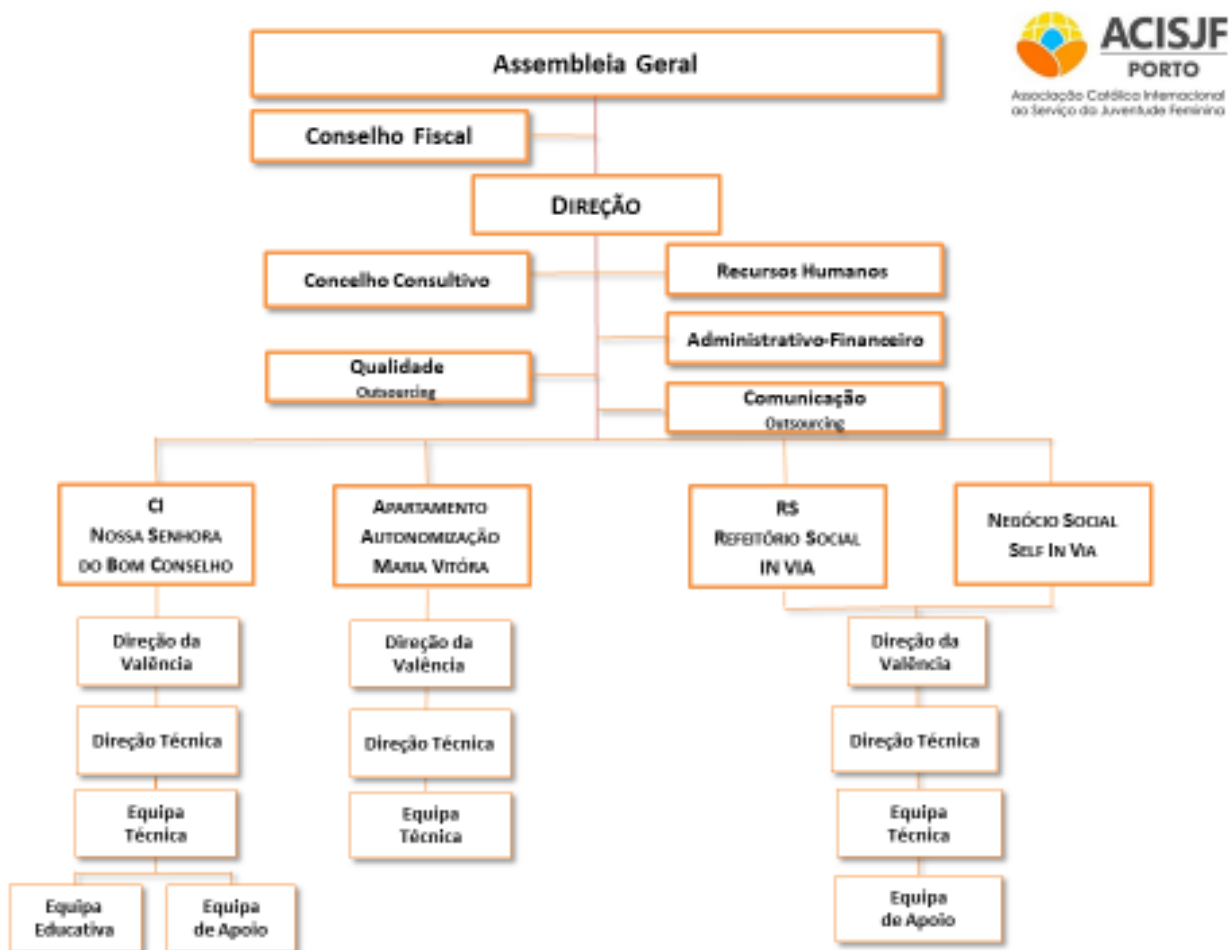 ACISJF
PORTO
Associação Católica Internacional
ao Serviço da Juventude Feminina
Assembleia Geral
Conselho Fiscal
DIREÇÃO
Concelho Consultivo
Recursos Humanos
Administrativo-Financeiro
Qualidade
Outsourcing
Comunicação
Outsourcing
CI
NOSSA SENHORA
DO BOM CONSELHO
APARTAMENTO
AUTONOMIZAÇÃO
MARIA VITÓRA
RS
REFEITÓRIO SOCIAL
IN VIA
NEGÓCIO SOCIAL
SELF IN VIA
Direção da
Valência
Direção da
Valência
Direção da
Valência
Direção Técnica
Direção Técnica
Direção Técnica
Equipa
Técnica
Equipa
Técnica
Equipa
Técnica
Equipa
Educativa
Equipa
de Apoio
Equipa
de Apoio